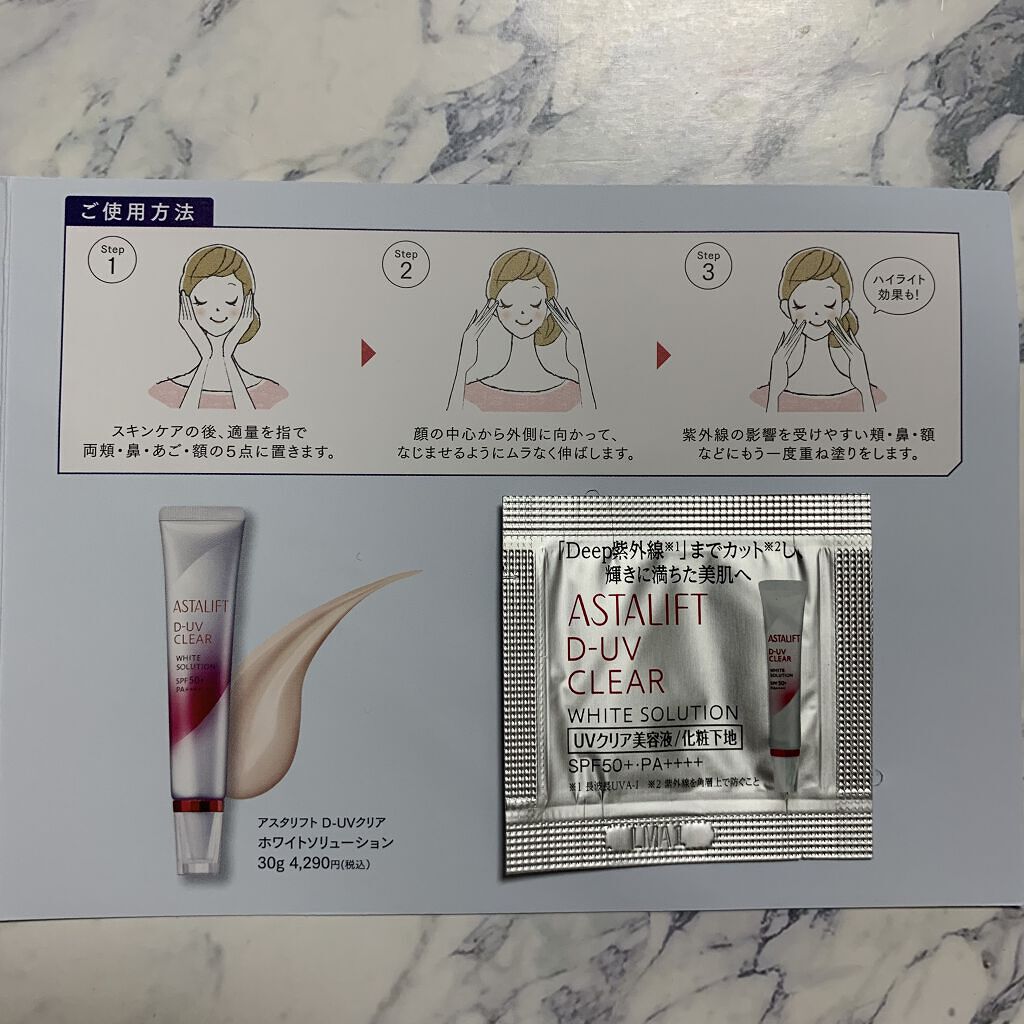 ご使用方法
Step
1
スキンケアの後、適量を指で
両頬・鼻・あご・額の5点に置きます。
Step
2
顔の中心から外側に向かって、
なじませるようにムラなく伸ばします。
Step
3
ハイライト
効果も!
紫外線の影響を受けやすい頬・鼻・額
などにもう一度重ね塗りをします。
ASTALIFT
D-UV
CLEAR
WHITE
SOLUTION
SPF50+
アスタリフト D-UVクリア
ホワイトソリューション
30g 4,290円(税込)
「Deep紫外線※1」までカット※2し、
輝きに満ちた美肌へ
ASTALIFT
D-UV
CLEAR
WHITE SOLUTION
UVクリア美容液/化粧下地
SPF50+・PA++++
※1 長波長UVA-I ※2 紫外線を角層上で防ぐこと
ASTALIFT
D-UV
CLEAR
WHITE
SOLUTION
SPF50+
LMA1